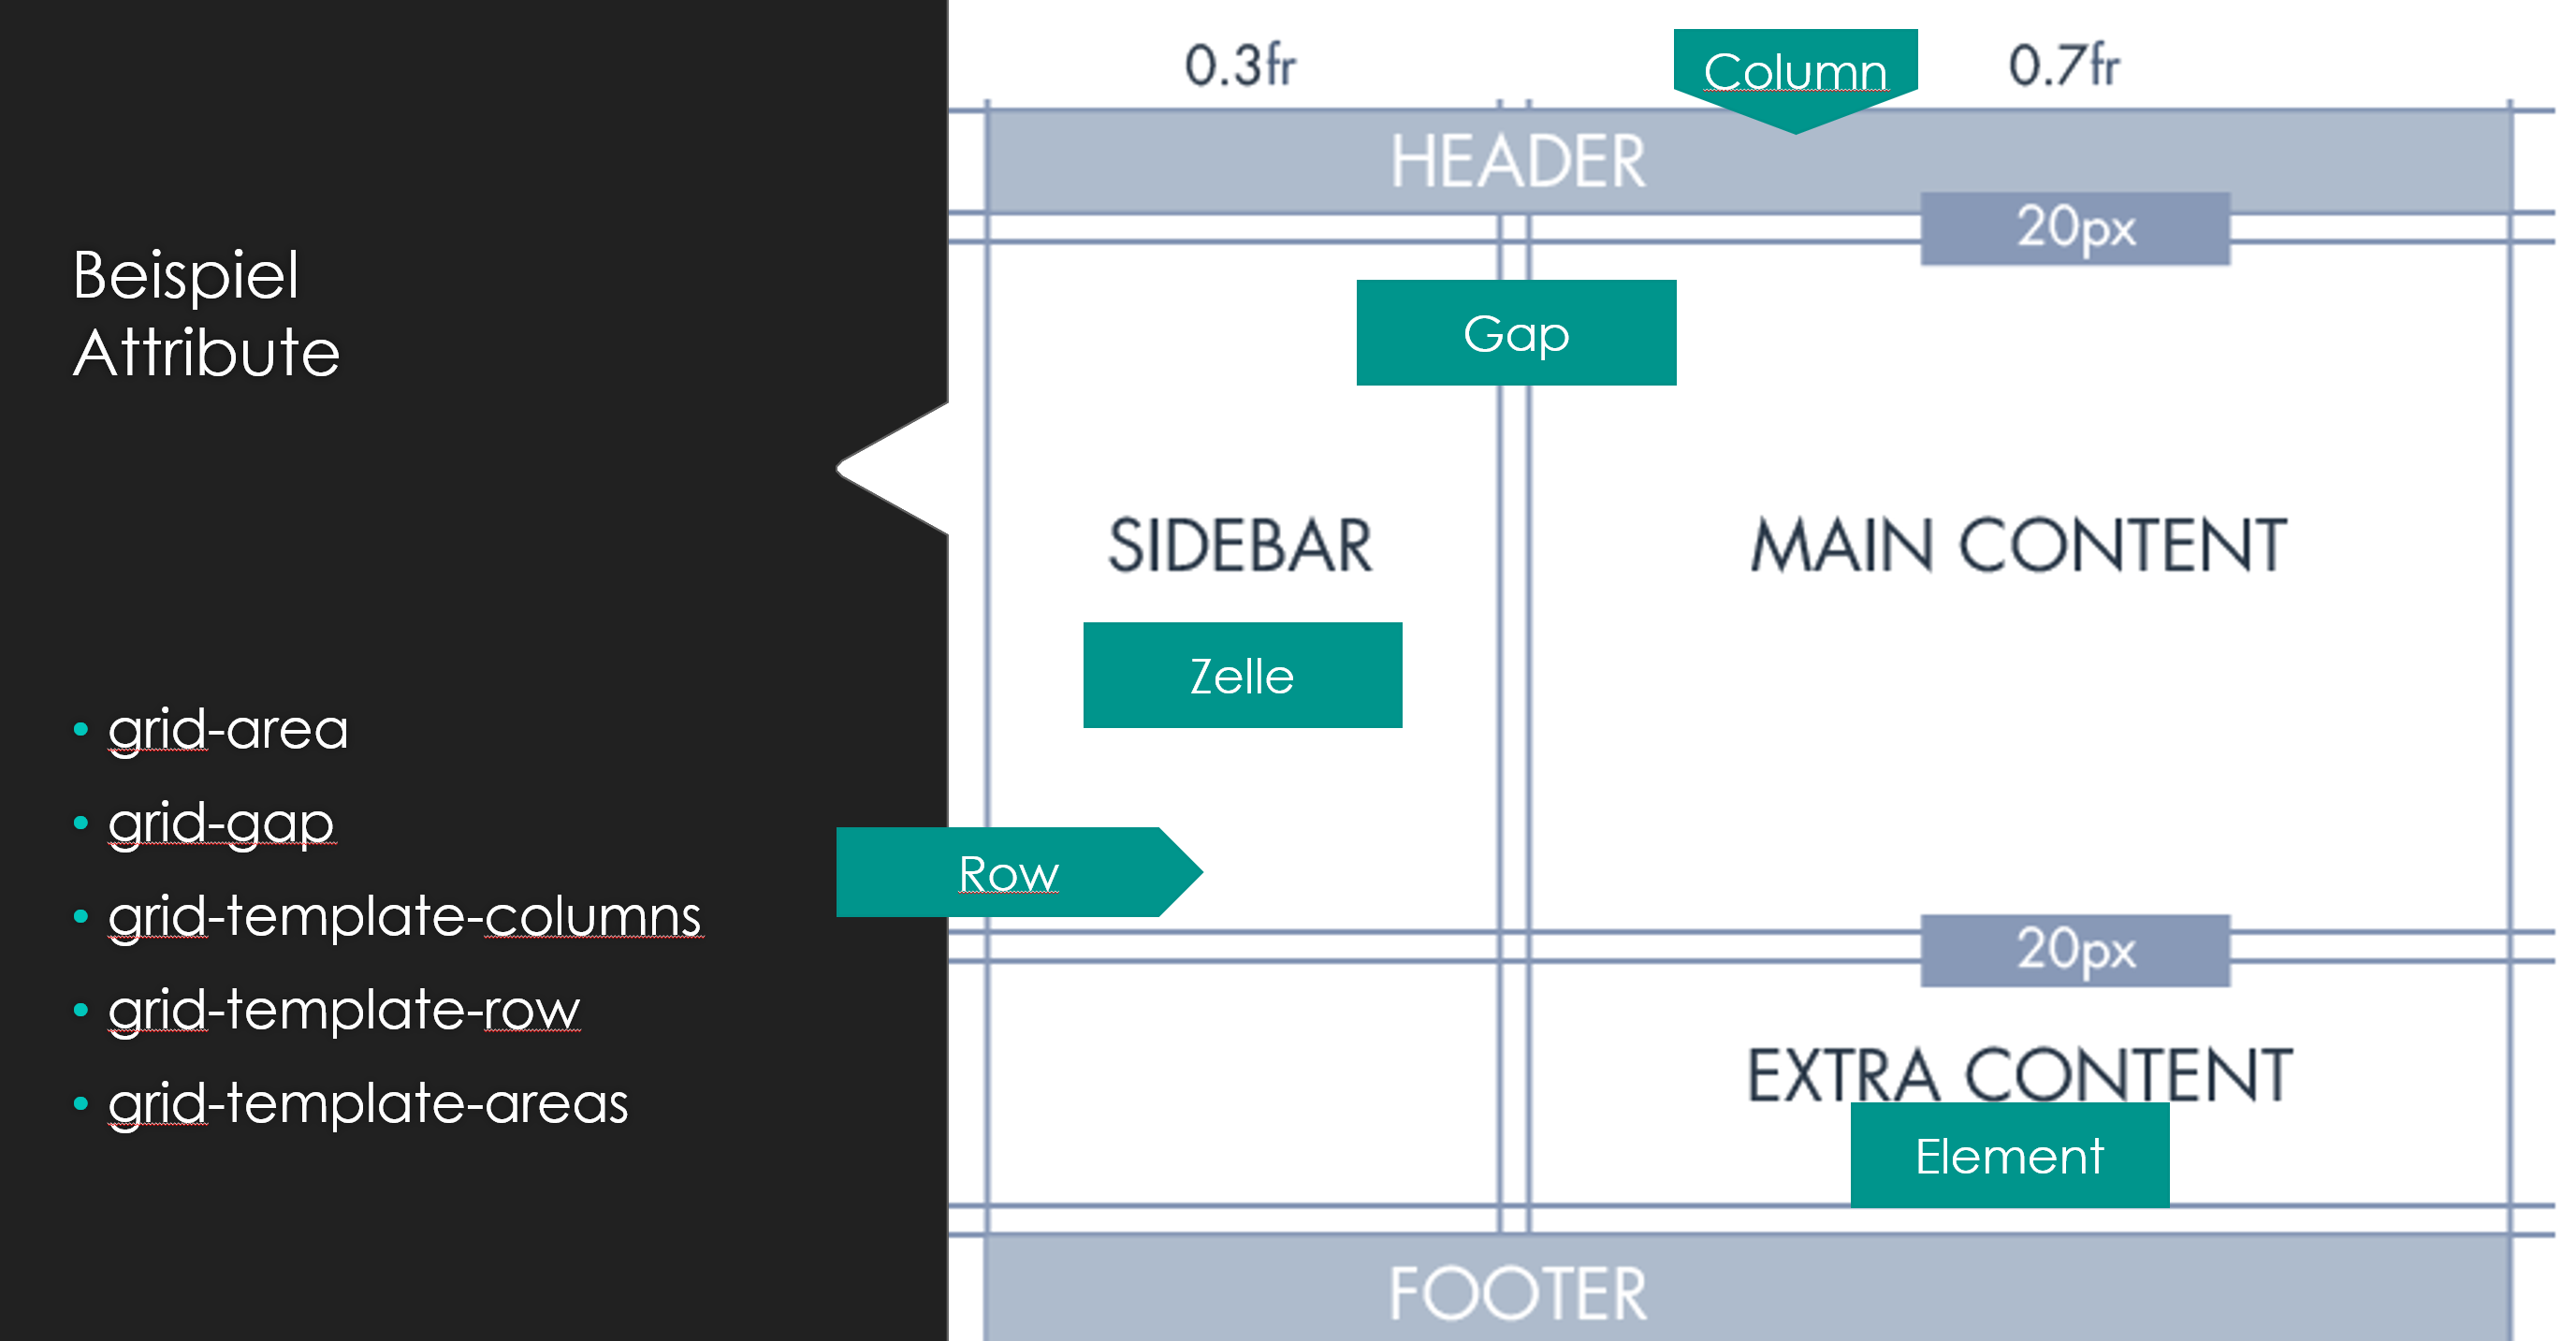 Beispiel
Attribute
• grid-area
• grid-gap
• grid-template-columns
• grid-template-row
• grid-template-areas
0.3fr
Column
0.7fr
HEADER
20px
Gap
SIDEBAR
MAIN CONTENT
Zelle
Row
20px
EXTRA CONTENT
Element
FOOTER